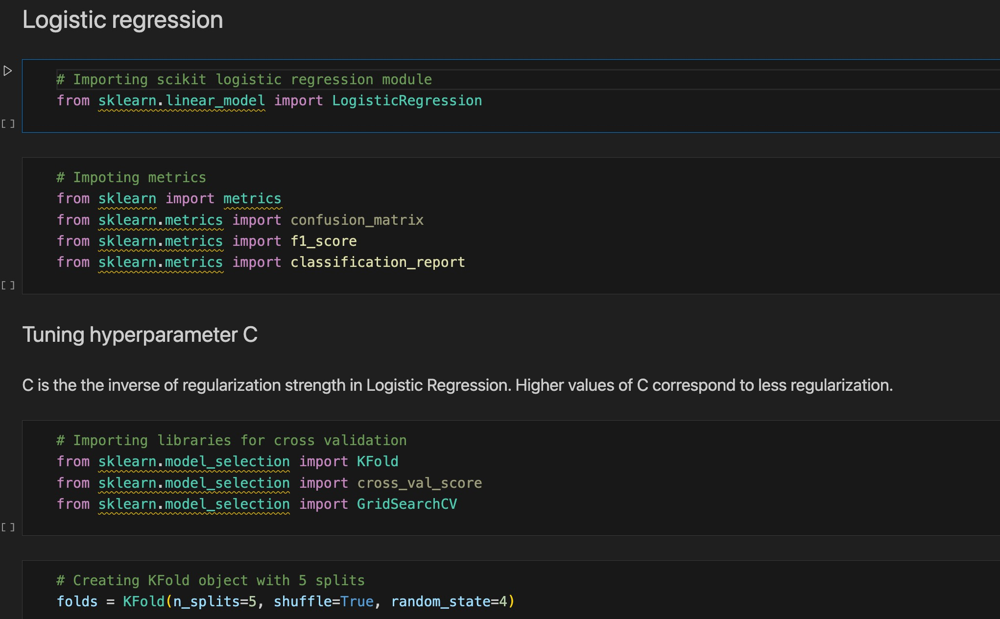 Logistic regression
# Importing scikit logistic regression module
from sklearn.linear_model import LogisticRegression
[ ]
# Impoting metrics
from sklearn import metrics
from sklearn.metrics import confusion_matrix
from sklearn.metrics import f1_score
from sklearn.metrics import classification_report
[ ]
Tuning hyperparameter C
C is the the inverse of regularization strength in Logistic Regression. Higher values of C correspond to less regularization.
# Importing libraries for cross validation
from sklearn.model_selection import KFold
from sklearn.model_selection import cross_val_score
from sklearn.model_selection import GridSearchCV
[ ]
# Creating KFold object with 5 splits
folds = KFold(n_splits=5, shuffle=True, random_state=4)